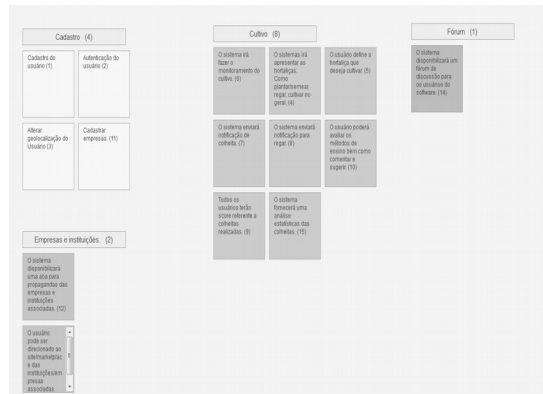 Cadastro (4)
Cadastro do
usuário (1)
Autenticação do
usuário (2)
Alterar
geolocalização do
Usuário (3)
Cadastrar
empresas. (11)
Empresas e instituições. (2)
O sistema
disponibilizará
uma aba para
propagandas das
empresas e
instituições
associadas. (12)
O usuário
pode ser
direcionado ao
site/marketplac
e das
instituições/em
presas
associadas
Cultivo (8)
O sistema irá
fazer o
monitoramento do
cultivo. (6)
O sistemas irá
apresentar as
hortaliças:
Como
plantar/semear,
regar, cultivar no
geral. (4)
O usuário define a
hortaliça que
deseja cultivar. (5)
O sistema enviará
notificação de
colheita. (7)
O sistema enviará
notificação para
regar. (8)
O usuário poderá
avaliar os
métodos de
ensino bem como
comentar e
sugerir. (10)
Todos os
usuários terão
score referente a
colheitas
realizadas. (9)
O sistema
fornecerá uma
análise
estatísticas das
colheitas. (15)
Fórum (1)
O sistema
disponibilizará um
fórum de
discussão para
os usuários do
software. (14)